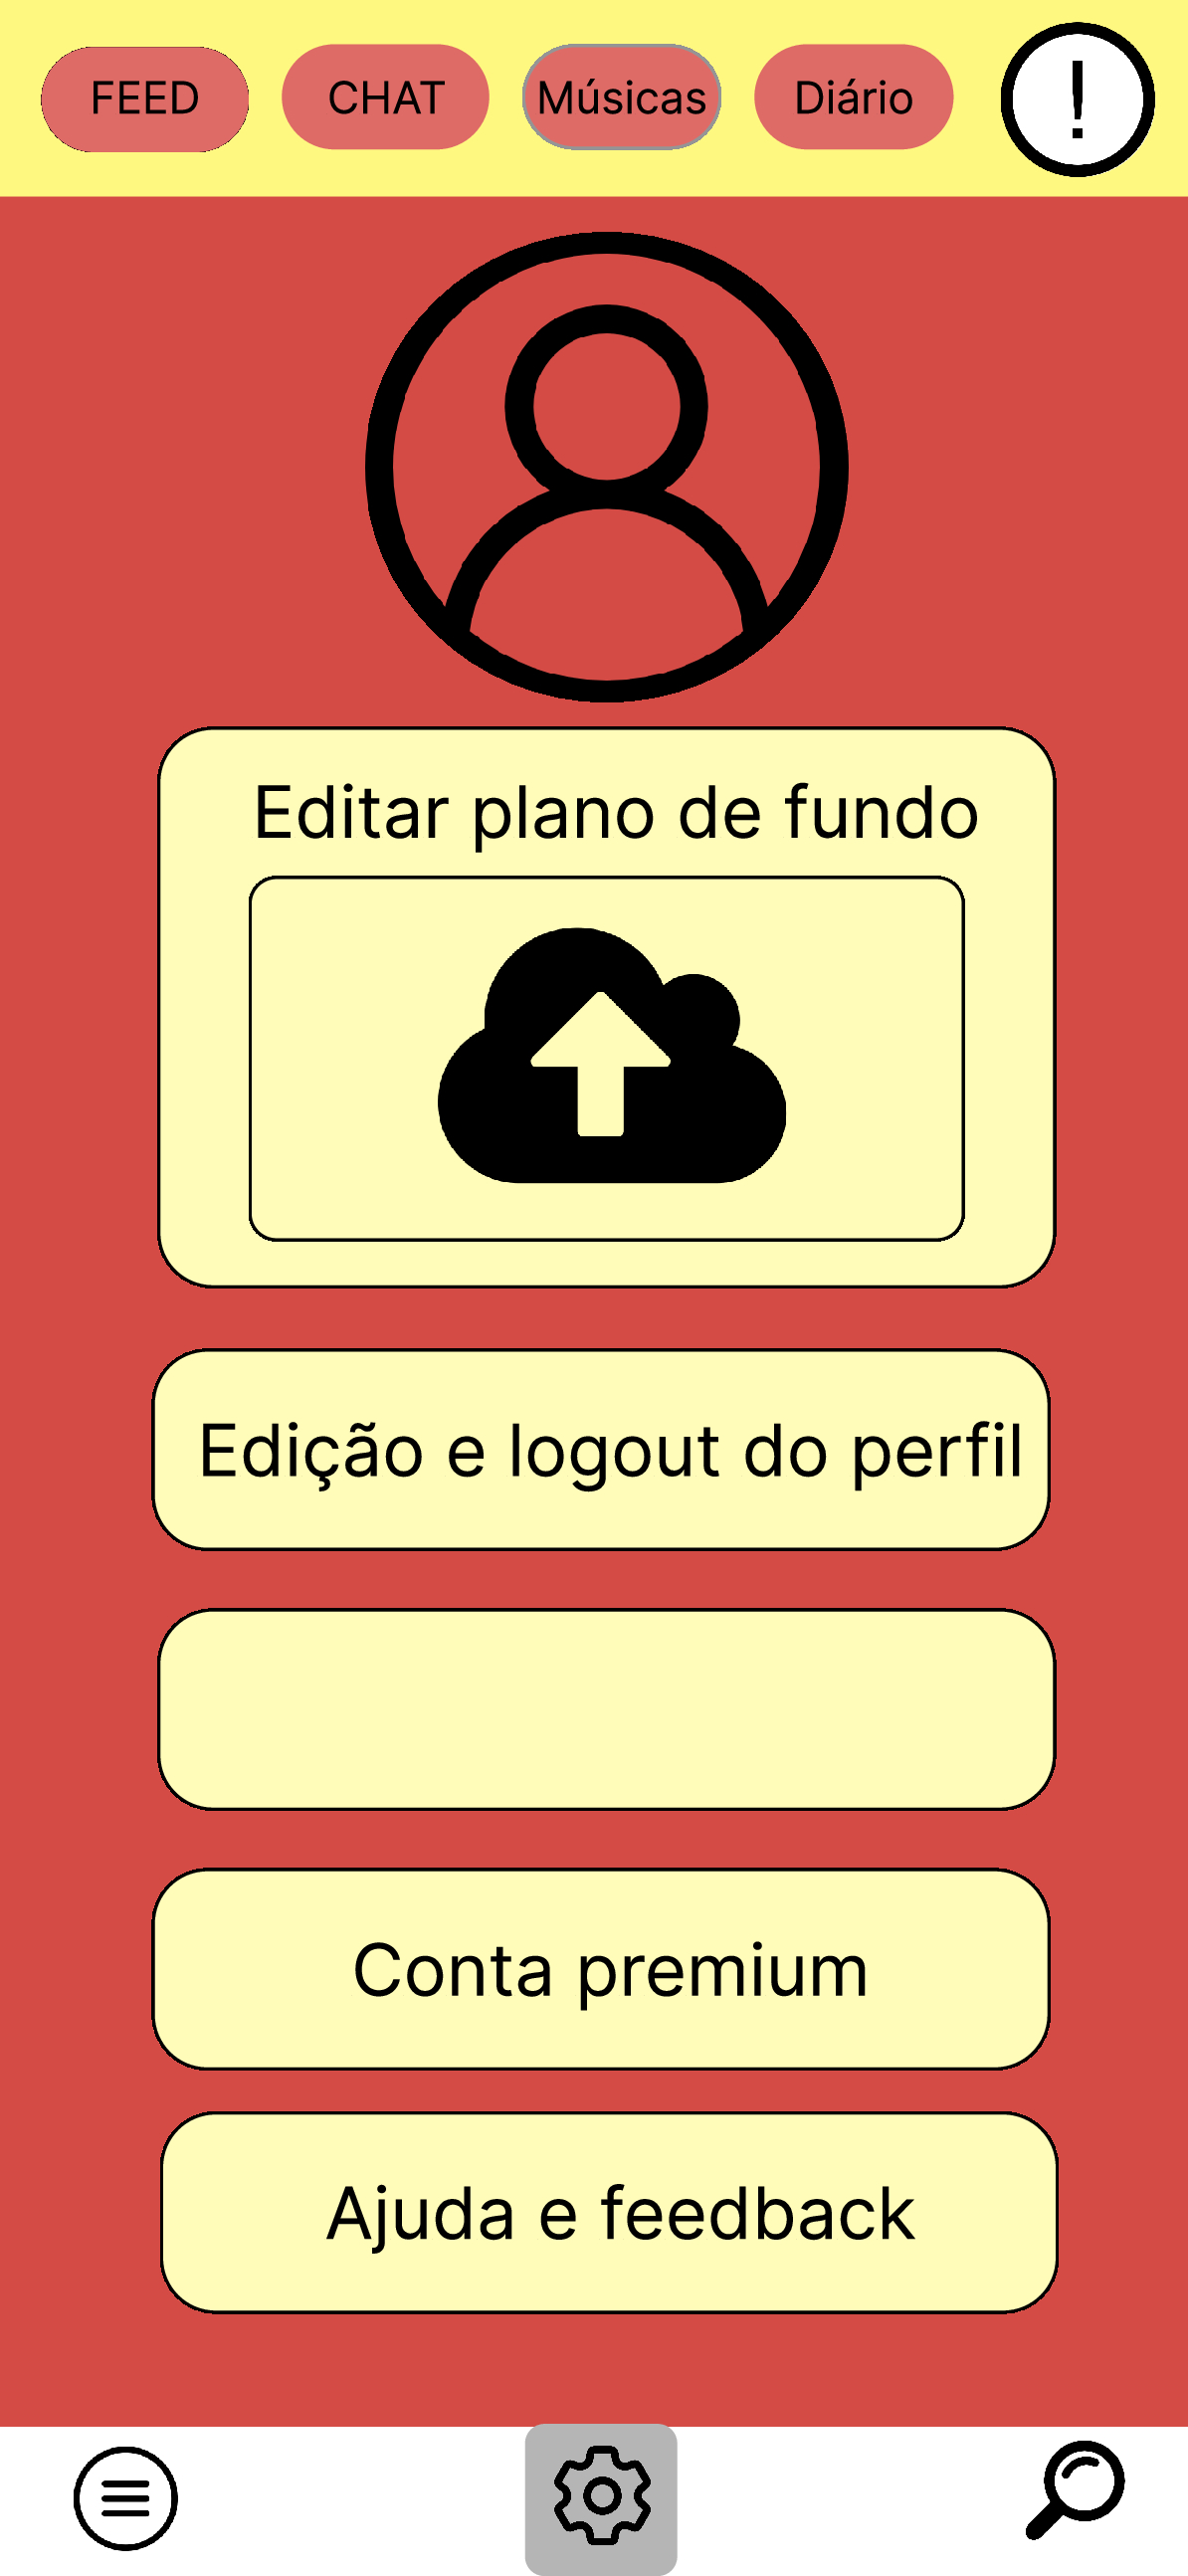 FEED
CHAT
Músicas
Diário
!
Editar plano de fundo
Edição e logout do perfil
Conta premium
Ajuda e feedback